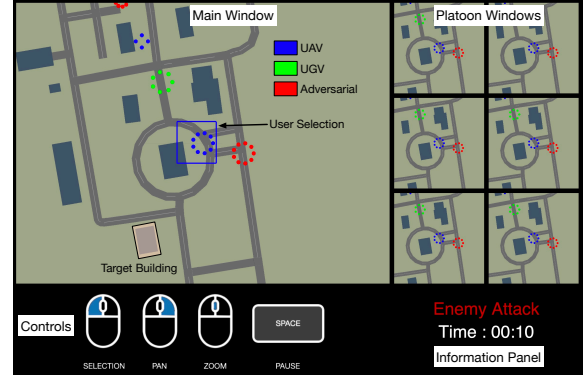 Main Window
Platoon Windows
UAV
UGV
Adversarial
User Selection
Target Building
Controls
SPACE
SELECTION
PAN
ZOOM
PAUSE
Enemy Attack
Time : 00:10
Information Panel